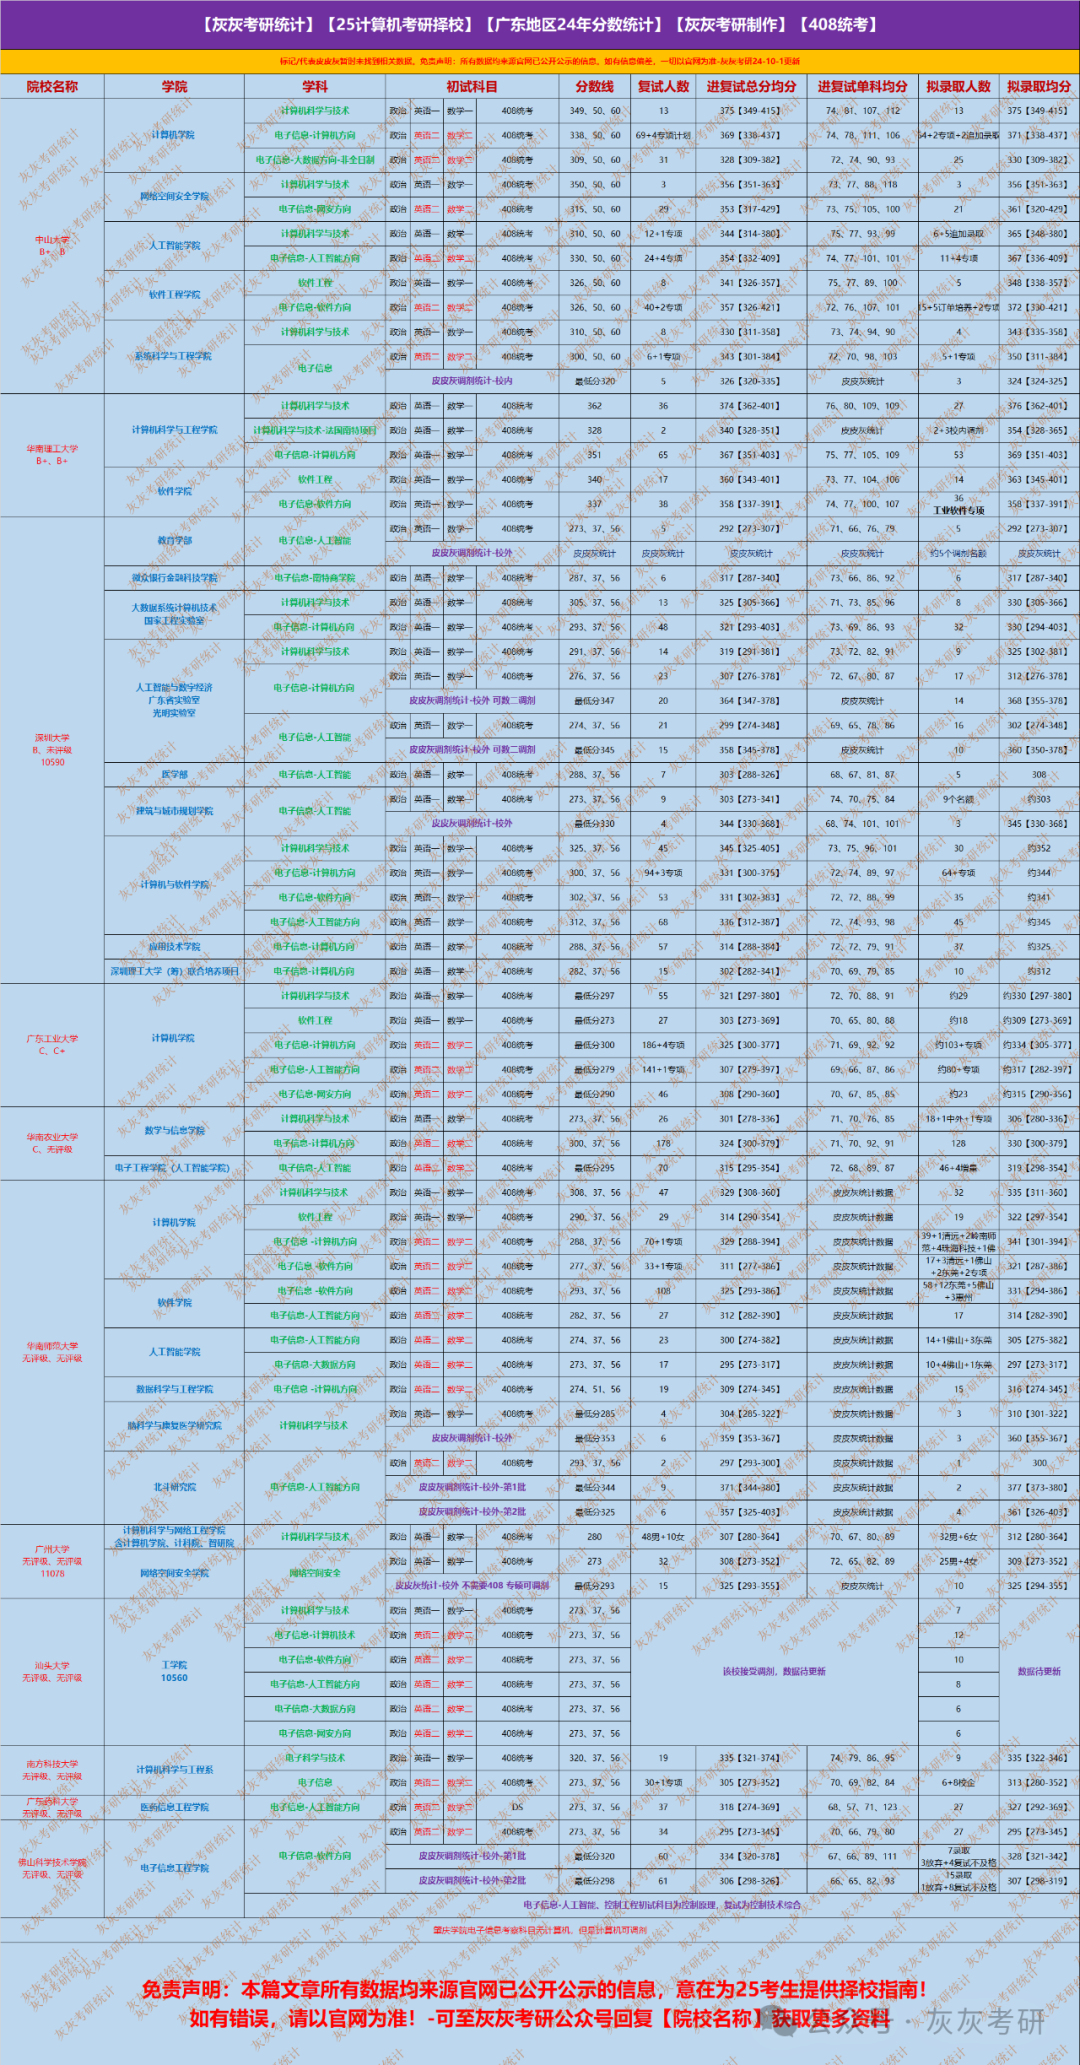 【灰灰考研统计】【25计算机考研择校】【广东地区24年分数统计】【灰灰考研制作】【408统考】
标记/代表皮皮灰暂时未找到相关数据，免责声明：所有数据均来源官网已公开公示的信息，如有信息偏差，一切以官网为准-灰灰考研24-10-1更新
院校名称 学院 学科 初试科目 分数线 复试人数 进复试总分均分 进复试单科均分 拟录取人数 拟录取均分
中山大学
B+、B
计算机学院
计算机科学与技术 政治 英语一 数学一 408统考 349、50、60 13 375【349-415】 74、81、107、112 13 375【349-415】
电子信息-计算机方向 政治 英语二 数学二 408统考 338、50、60 69+4专项计划 369【338-437】 74、78、111、106 54+2专项+2追加录取 371【338-437】
电子信息-大数据方向-非全日制 政治 英语二 数学二 408统考 309、50、60 31 328【309-382】 72、74、90、93 25 330【309-382】
网络空间安全学院
计算机科学与技术 政治 英语一 数学一 408统考 350、50、60 3 356【351-363】 73、77、88、118 3 356【351-363】
电子信息-网安方向 政治 英语二 数学二 408统考 315、50、60 29 353【317-429】 73、75、105、100 21 361【320-429】
人工智能学院
计算机科学与技术 政治 英语一 数学一 408统考 310、50、60 12+1专项 344【314-380】 75、77、93、99 6+5追加录取 365【348-380】
电子信息-人工智能方向 政治 英语二 数学二 408统考 330、50、60 24+4专项 354【332-409】 74、77、101、101 11+4专项 367【336-409】
软件工程学院
软件工程 政治 英语一 数学一 408统考 326、50、60 8 341【326-357】 75、77、89、100 5 348【338-357】
电子信息-软件方向 政治 英语二 数学二 408统考 326、50、60 40+2专项 357【326-421】 72、76、107、101 15+5订单培养+2专项 372【330-421】
系统科学与工程学院
计算机科学与技术 政治 英语一 数学一 408统考 310、50、60 8 330【311-358】 73、74、94、90 4 343【335-358】
电子信息 政治 英语二 数学二 408统考 300、50、60 6+1专项 343【301-384】 72、70、98、103 5+1专项 350【311-384】
皮皮灰调剂统计-校内 最低分320 5 326【320-335】 皮皮灰统计 3 324【324-325】
华南理工大学
B+、B+
计算机科学与工程学院
计算机科学与技术 政治 英语一 数学一 408统考 362 36 374【362-401】 76、80、109、109 27 376【362-401】
计算机科学与技术-法国南特项目 政治 英语一 数学一 408统考 328 2 340【328-351】 皮皮灰统计 2+3校内调剂 354【328-365】
电子信息-计算机方向 政治 英语一 数学一 408统考 351 65 367【351-403】 75、77、105、109 53 369【351-403】
软件学院
软件工程 政治 英语一 数学一 408统考 340 17 360【343-401】 73、77、104、106 14 363【345-401】
电子信息-软件方向 政治 英语一 数学一 408统考 337 38 358【337-391】 74、77、100、107 36 工业软件专项 358【337-391】
深圳大学
B、未评级
10590
教育学部
电子信息-人工智能 政治 英语一 数学一 408统考 273、37、56 5 292【273-307】 71、66、76、79 5 292【273-307】
皮皮灰调剂统计-校外 皮皮灰统计 皮皮灰统计 皮皮灰统计 皮皮灰统计 约5个调剂名额 皮皮灰统计
微众银行金融科技学院 电子信息-南特商学院 政治 英语一 数学一 408统考 287、37、56 6 317【287-340】 73、66、86、92 6 317【287-340】
大数据系统计算机技术
国家工程实验室
计算机科学与技术 政治 英语一 数学一 408统考 305、37、56 13 325【305-366】 71、73、85、96 8 330【305-366】
电子信息-计算机方向 政治 英语一 数学一 408统考 293、37、56 48 321【293-403】 73、69、86、93 32 330【294-403】
人工智能与数字经济
广东省实验室
光明实验室
计算机科学与技术 政治 英语一 数学一 408统考 291、37、56 14 319【291-381】 73、72、82、91 9 325【302-381】
电子信息-计算机方向 政治 英语一 数学一 408统考 276、37、56 23 307【276-378】 72、67、80、87 17 312【276-378】
皮皮灰调剂统计-校外 可数二调剂 最低分347 20 364【347-378】 皮皮灰统计 14 368【355-378】
电子信息-人工智能 政治 英语一 数学一 408统考 274、37、56 21 299【274-348】 69、65、78、86 16 302【274-348】
皮皮灰调剂统计-校外 可数二调剂 最低分345 15 358【345-378】 皮皮灰统计 10 360【350-378】
医学部 电子信息-人工智能 政治 英语一 数学一 408统考 288、37、56 7 303【288-326】 68、67、81、87 5 308
建筑与城市规划学院
电子信息-人工智能 政治 英语一 数学一 408统考 273、37、56 9 303【273-341】 74、70、75、84 9个名额 约303
皮皮灰调剂统计-校外 最低分330 4 344【330-368】 68、74、101、101 3 345【330-368】
计算机与软件学院
计算机科学与技术 政治 英语一 数学一 408统考 325、37、56 45 345【325-405】 73、75、96、101 30 约352
电子信息-计算机方向 政治 英语一 数学一 408统考 300、37、56 94+3专项 331【300-375】 72、74、89、97 64+专项 约344
电子信息-软件方向 政治 英语一 数学一 408统考 302、37、56 53 331【302-383】 72、72、88、99 35 约341
电子信息-人工智能方向 政治 英语一 数学一 408统考 312、37、56 68 336【312-387】 72、74、93、98 45 约345
应用技术学院 电子信息-计算机方向 政治 英语一 数学一 408统考 288、37、56 57 314【288-384】 72、72、79、91 37 约325
深圳理工大学（筹）联合培养项目 电子信息-计算机方向 政治 英语一 数学一 408统考 282、37、56 15 302【282-341】 70、69、79、85 10 约312
广东工业大学
C、C+
计算机学院
计算机科学与技术 政治 英语一 数学一 408统考 最低分297 55 321【297-380】 72、70、88、91 约29 约330【297-380】
软件工程 政治 英语一 数学一 408统考 最低分273 27 303【273-369】 70、65、80、88 约18 约309【273-369】
电子信息-计算机方向 政治 英语二 数学二 408统考 最低分300 186+4专项 325【300-377】 71、69、92、92 约103+专项 约334【305-377】
电子信息-人工智能方向 政治 英语二 数学二 408统考 最低分279 141+1专项 307【279-397】 69、66、87、86 约80+专项 约317【282-397】
电子信息-网安方向 政治 英语二 数学二 408统考 最低分290 46 308【290-360】 70、67、85、85 约23 约315【290-356】
华南农业大学
C、无评级
数学与信息学院
计算机科学与技术 政治 英语一 数学一 408统考 273、37、56 26 301【278-336】 71、70、76、85 18+1中外+1专项 306【280-336】
电子信息-计算机方向 政治 英语二 数学二 408统考 300、37、56 178 324【300-379】 71、70、92、91 128 330【300-379】
电子工程学院（人工智能学院） 电子信息-人工智能 政治 英语二 数学二 408统考 最低分295 70 315【295-354】 72、68、89、87 46+4增量 319【298-354】
华南师范大学
无评级、无评级
计算机学院
计算机科学与技术 政治 英语一 数学一 408统考 308、37、56 47 329【308-360】 皮皮灰统计数据 32 335【311-360】
软件工程 政治 英语一 数学一 408统考 290、37、56 29 314【290-354】 皮皮灰统计数据 19 322【297-354】
电子信息 -计算机方向 政治 英语二 数学二 408统考 288、37、56 70+1专项 329【288-394】 皮皮灰统计数据 39+1清远+2岭南师范+4珠海科技+1佛 341【301-394】
电子信息 -软件方向 政治 英语二 数学二 408统考 277、37、56 33+1专项 311【277-386】 皮皮灰统计数据 17+3清远+1佛山+2东莞+2专项 321【287-386】
软件学院
电子信息 -软件方向 政治 英语二 数学二 408统考 293、37、56 108 325【293-386】 皮皮灰统计数据 58+12东莞+5佛山+3惠州 331【294-386】
电子信息-人工智能方向 政治 英语二 数学二 408统考 282、37、56 27 312【282-390】 皮皮灰统计数据 17 314【282-390】
人工智能学院
电子信息-人工智能方向 政治 英语二 数学二 408统考 274、37、56 23 300【274-382】 皮皮灰统计数据 14+1佛山+3东莞 305【275-382】
电子信息-大数据方向 政治 英语二 数学二 408统考 273、37、56 17 295【273-317】 皮皮灰统计数据 10+4佛山+1东莞 297【273-317】
数据科学与工程学院 电子信息 -计算机方向 政治 英语二 数学二 408统考 274、51、56 19 309【274-345】 皮皮灰统计数据 15 316【274-345】
脑科学与康复医学研究院
计算机科学与技术 政治 英语一 数学一 408统考 最低分285 4 304【285-322】 皮皮灰统计数据 3 310【301-322】
皮皮灰调剂统计-校外 最低分353 6 359【353-367】 皮皮灰统计数据 3 360【355-367】
北斗研究院
电子信息-人工智能方向 政治 英语二 数学二 408统考 293、37、56 2 297【293-300】 皮皮灰统计数据 1 300
皮皮灰调剂统计-校外-第1批 最低分344 9 371【344-380】 皮皮灰统计数据 2 377【373-380】
皮皮灰调剂统计-校外-第2批 最低分325 6 357【325-403】 皮皮灰统计数据 4 361【326-403】
广州大学
无评级、无评级
11078
计算机科学与网络工程学院
含计算机学院、计科院、智研院
计算机科学与技术 政治 英语一 数学一 408统考 280 48男+10女 307【280-364】 70、67、80、89 32男+6女 312【280-364】
网络空间安全学院
网络空间安全 政治 英语一 数学一 408统考 273 32 308【273-352】 72、65、82、89 25男+4女 309【273-352】
皮皮灰统计-校外 不需要408 专硕可调剂 最低分293 15 325【293-355】 皮皮灰统计 10 325【294-355】
汕头大学
无评级、无评级
工学院
10560
计算机科学与技术 政治 英语一 数学一 408统考 273、37、56 7
电子信息-计算机技术 政治 英语二 数学二 408统考 273、37、56 12
电子信息-软件方向 政治 英语二 数学二 408统考 273、37、56 10
该校接受调剂，数据待更新 数据待更新
电子信息-人工智能方向 政治 英语二 数学二 408统考 273、37、56 8
电子信息-大数据方向 政治 英语二 数学二 408统考 273、37、56 6
电子信息-网安方向 政治 英语二 数学二 408统考 273、37、56 6
南方科技大学
无评级、无评级
计算机科学与工程系
电子科学与技术 政治 英语一 数学一 408统考 320、37、56 19 335【321-374】 74、79、86、95 9 335【322-346】
电子信息 政治 英语二 数学二 408统考 273、37、56 30+1专项 305【273-352】 70、69、82、84 6+8校企 313【280-352】
广东药科大学
无评级、无评级
医药信息工程学院 电子信息-人工智能方向 政治 英语二 数学二 DS 273、37、56 37 318【274-369】 68、57、71、123 27 327【292-369】
佛山科学技术学院
无评级、无评级
电子信息工程学院
电子信息-软件方向 政治 英语二 数学二 408统考 273、37、56 34 295【273-345】 70、66、79、80 27 295【273-345】
皮皮灰调剂统计-校外-第1批 最低分320 60 334【320-378】 67、66、89、111 7录取 3放弃+4复试不及格 328【321-342】
皮皮灰调剂统计-校外-第2批 最低分298 61 306【298-326】 66、65、82、93 15录取 1放弃+8复试不及格 307【298-319】
电子信息-人工智能、控制工程初试科目为控制原理，复试为控制技术综合
肇庆学院电子信息考察科目无计算机，但是计算机可调剂
免责声明：本篇文章所有数据均来源官网已公开公示的信息，意在为25考生提供择校指南！
如有错误，请以官网为准！-可至灰灰考研公众号回复【院校名称】获取更多资料
公众号 · 灰灰考研